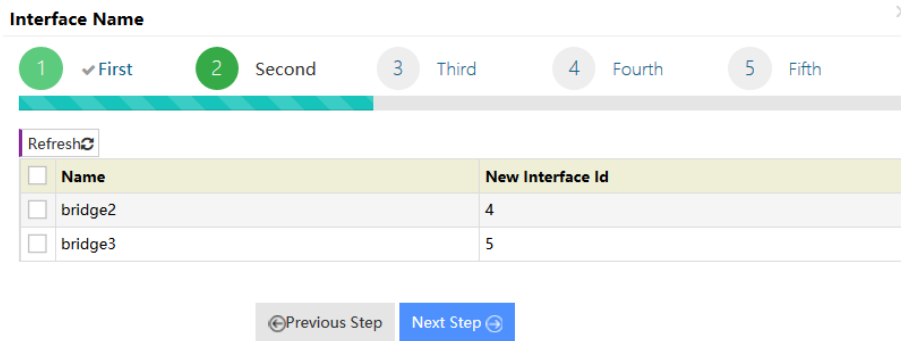 Interface Name
1 First 2 Second 3 Third 4 Fourth 5 Fifth
Refresh
Name New Interface Id
bridge2 4
bridge3 5
Previous Step Next Step